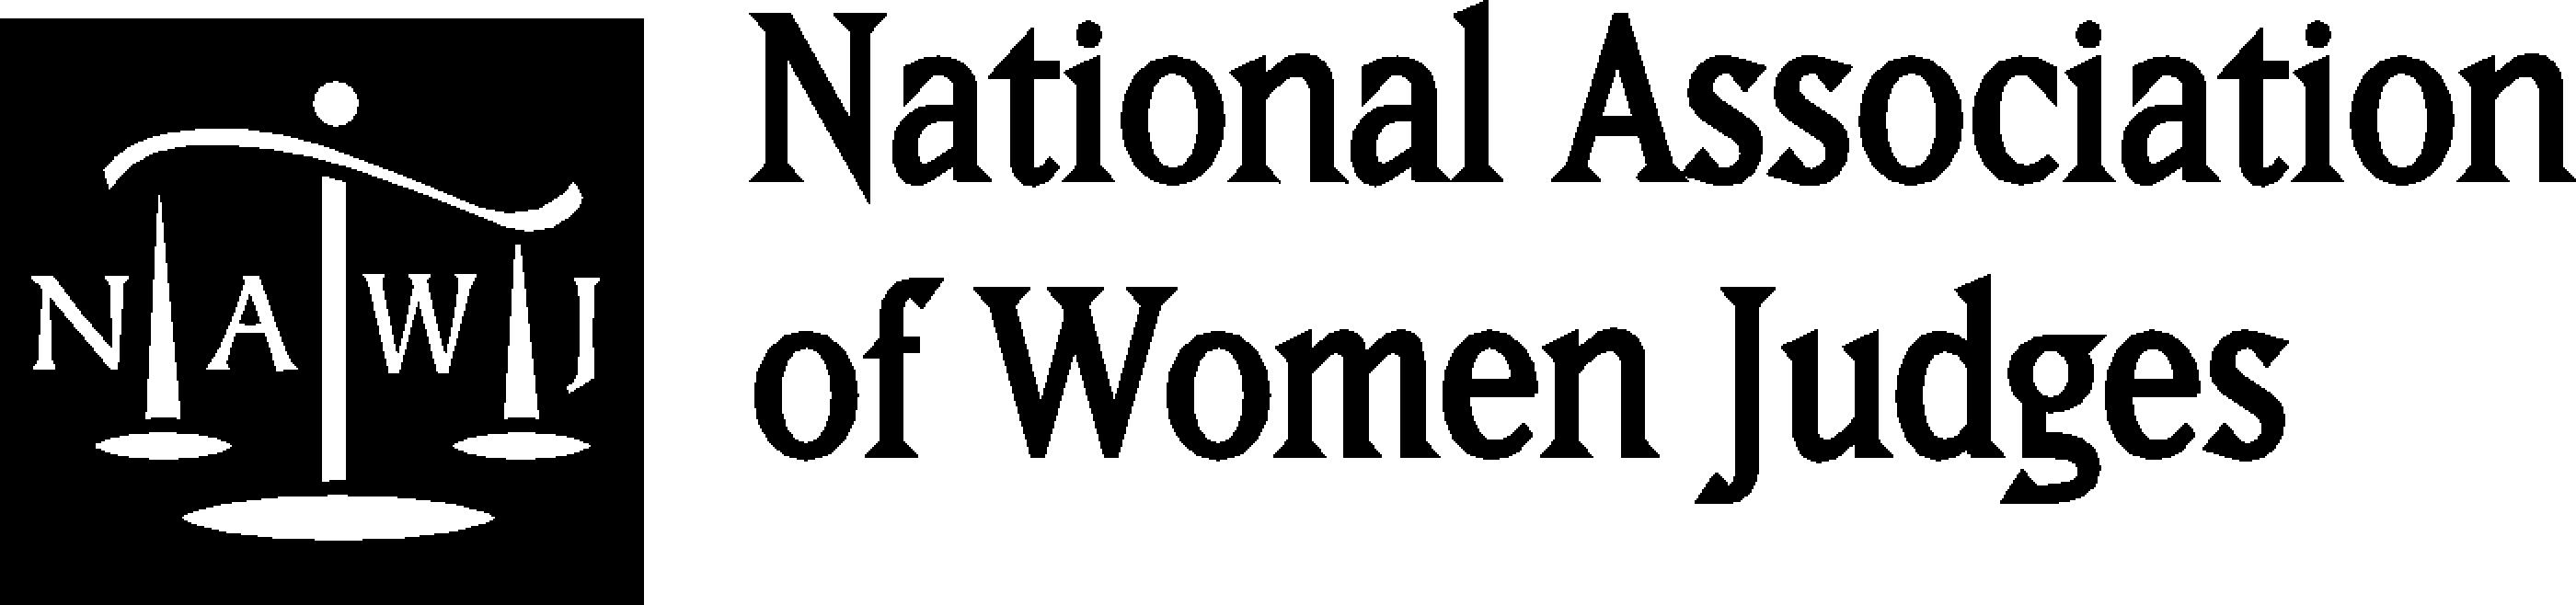 NAWJ
National Association
of Women Judges